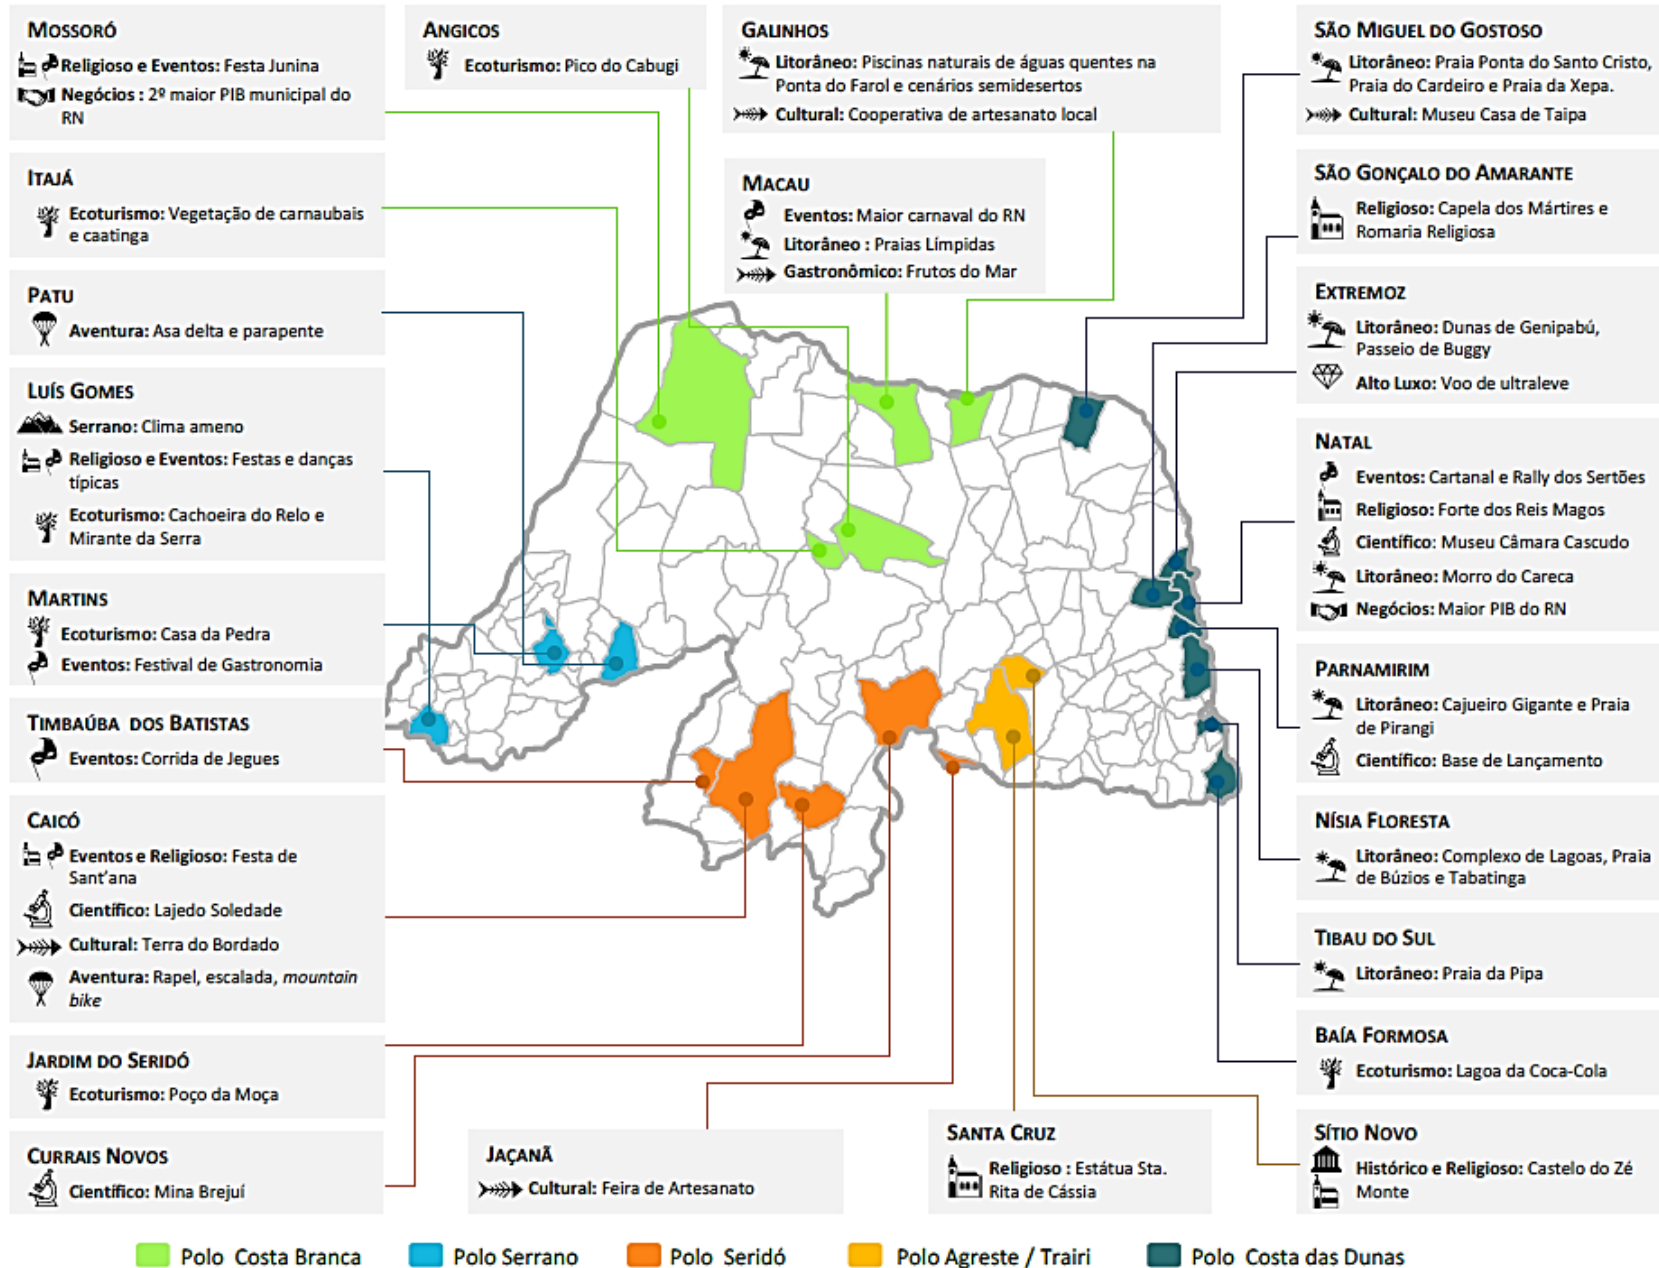 MOSSORÓ
Religioso e Eventos: Festa Junina
Negócios : 2º maior PIB municipal do
RN
ITAJÁ
Ecoturismo: Vegetação de carnaubais
e caatinga
PATU
Aventura: Asa delta e parapente
LUÍS GOMES
Serrano: Clima ameno
Religioso e Eventos: Festas e danças
típicas
Ecoturismo: Cachoeira do Relo e
Mirante da Serra
MARTINS
Ecoturismo: Casa da Pedra
Eventos: Festival de Gastronomia
TIMBAÚBA DOS BATISTAS
Eventos: Corrida de Jegues
CAICÓ
Eventos e Religioso: Festa de
Sant'ana
Científico: Lajedo Soledade
Cultural: Terra do Bordado
Aventura: Rapel, escalada, mountain
bike
JARDIM DO SERIDÓ
Ecoturismo: Poço da Moça
CURRAIS NOVOS
Científico: Mina Brejuí
ANGICOS
Ecoturismo: Pico do Cabugi
GALINHOS
Litorâneo: Piscinas naturais de águas quentes na
Ponta do Farol e cenários semidesertos
Cultural: Cooperativa de artesanato local
MACAU
Eventos: Maior carnaval do RN
Litorâneo : Praias Límpidas
Gastronômico: Frutos do Mar
JAÇANÃ
Cultural: Feira de Artesanato
SANTA CRUZ
Religioso : Estátua Sta.
Rita de Cássia
SÃO MIGUEL DO GOSTOSO
Litorâneo: Praia Ponta do Santo Cristo,
Praia do Cardeiro e Praia da Xepa.
Cultural: Museu Casa de Taipa
SÃO GONÇALO DO AMARANTE
Religioso: Capela dos Mártires e
Romaria Religiosa
EXTREMOZ
Litorâneo: Dunas de Genipabú,
Passeio de Buggy
Alto Luxo: Voo de ultraleve
NATAL
Eventos: Cartanal e Rally dos Sertões
Religioso: Forte dos Reis Magos
Científico: Museu Câmara Cascudo
Litorâneo: Morro do Careca
Negócios: Maior PIB do RN
PARNAMIRIM
Litorâneo: Cajueiro Gigante e Praia
de Pirangi
Científico: Base de Lançamento
NÍSIA FLORESTA
Litorâneo: Complexo de Lagoas, Praia
de Búzios e Tabatinga
TIBAU DO SUL
Litorâneo: Praia da Pipa
BAÍA FORMOSA
Ecoturismo: Lagoa da Coca-Cola
SÍTIO NOVO
Histórico e Religioso: Castelo do Zé
Monte
Polo Costa Branca
Polo Serrano
Polo Seridó
Polo Agreste / Trairi
Polo Costa das Dunas